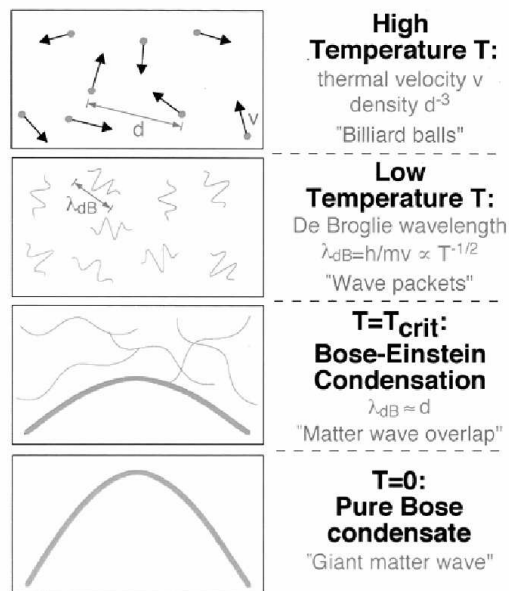 High
Temperature T:
thermal velocity v
density d⁻³
"Billiard balls"
d
v
Low
Temperature T:
De Broglie wavelength
λdB=h/mv ∝ T⁻¹/²
"Wave packets"
λdB
T=Tcrit:
Bose-Einstein
Condensation
λdB ≈ d
"Matter wave overlap"
T=0:
Pure Bose
condensate
"Giant matter wave"